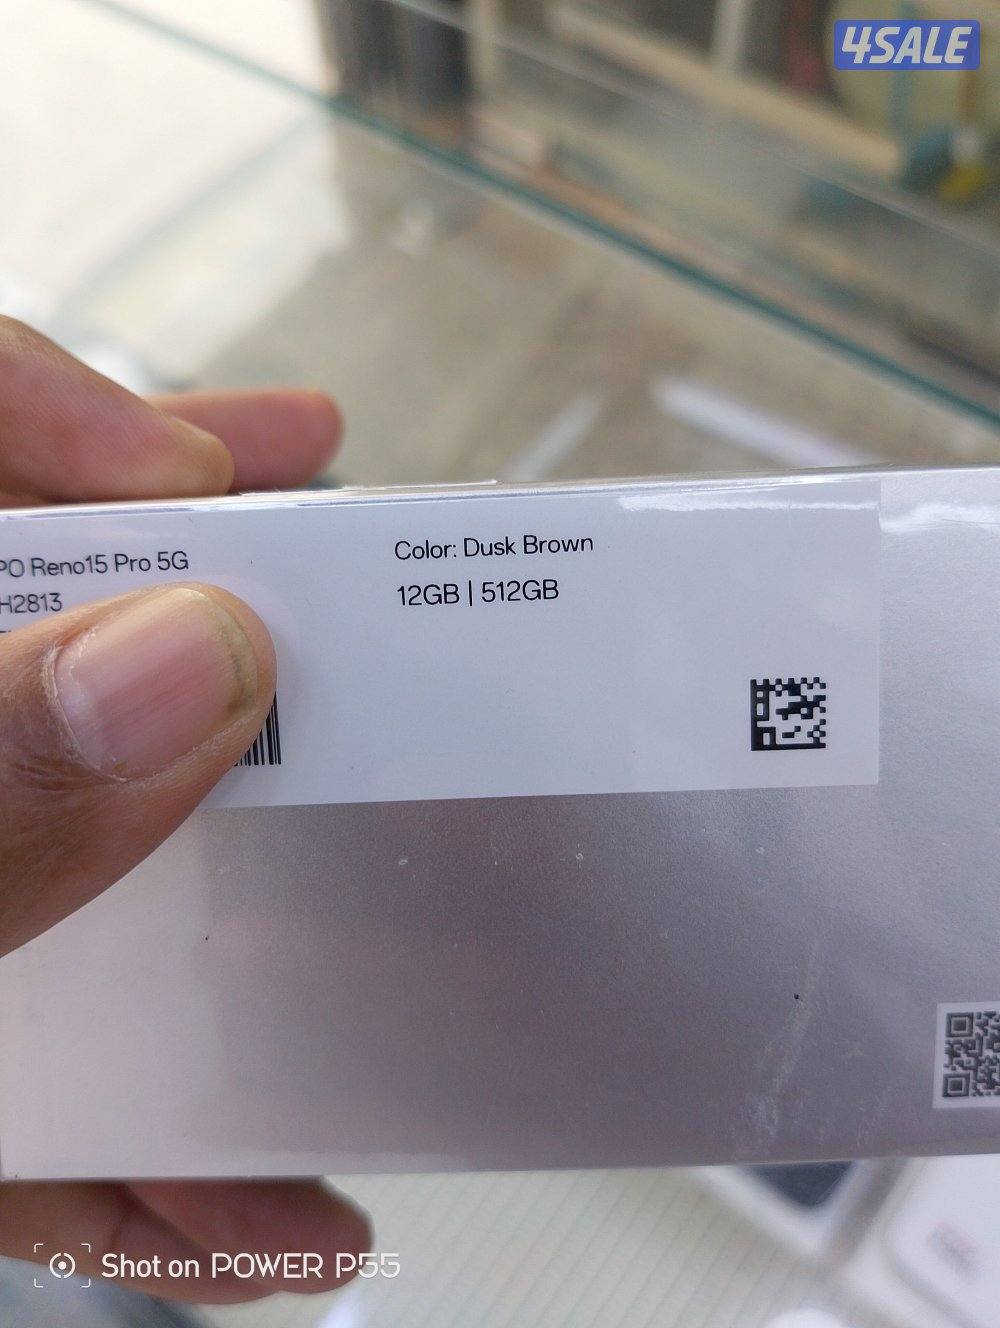 4SALE
PO Reno15 Pro 5G
H2813
Color: Dusk Brown
12GB | 512GB
Shot on POWER P55